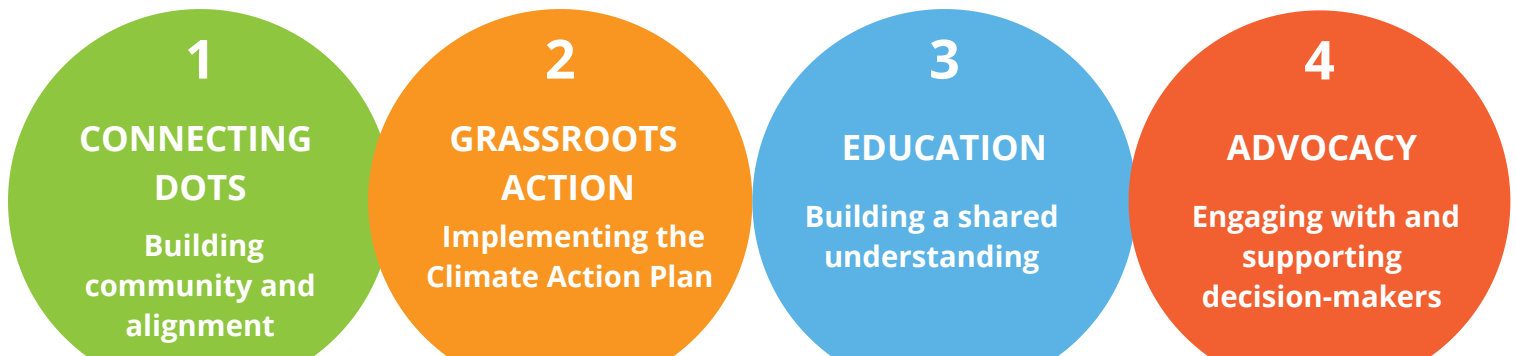 1
CONNECTING
DOTS
Building
community and
alignment
2
GRASSROOTS
ACTION
Implementing the
Climate Action Plan
3
EDUCATION
Building a shared
understanding
4
ADVOCACY
Engaging with and
supporting
decision-makers